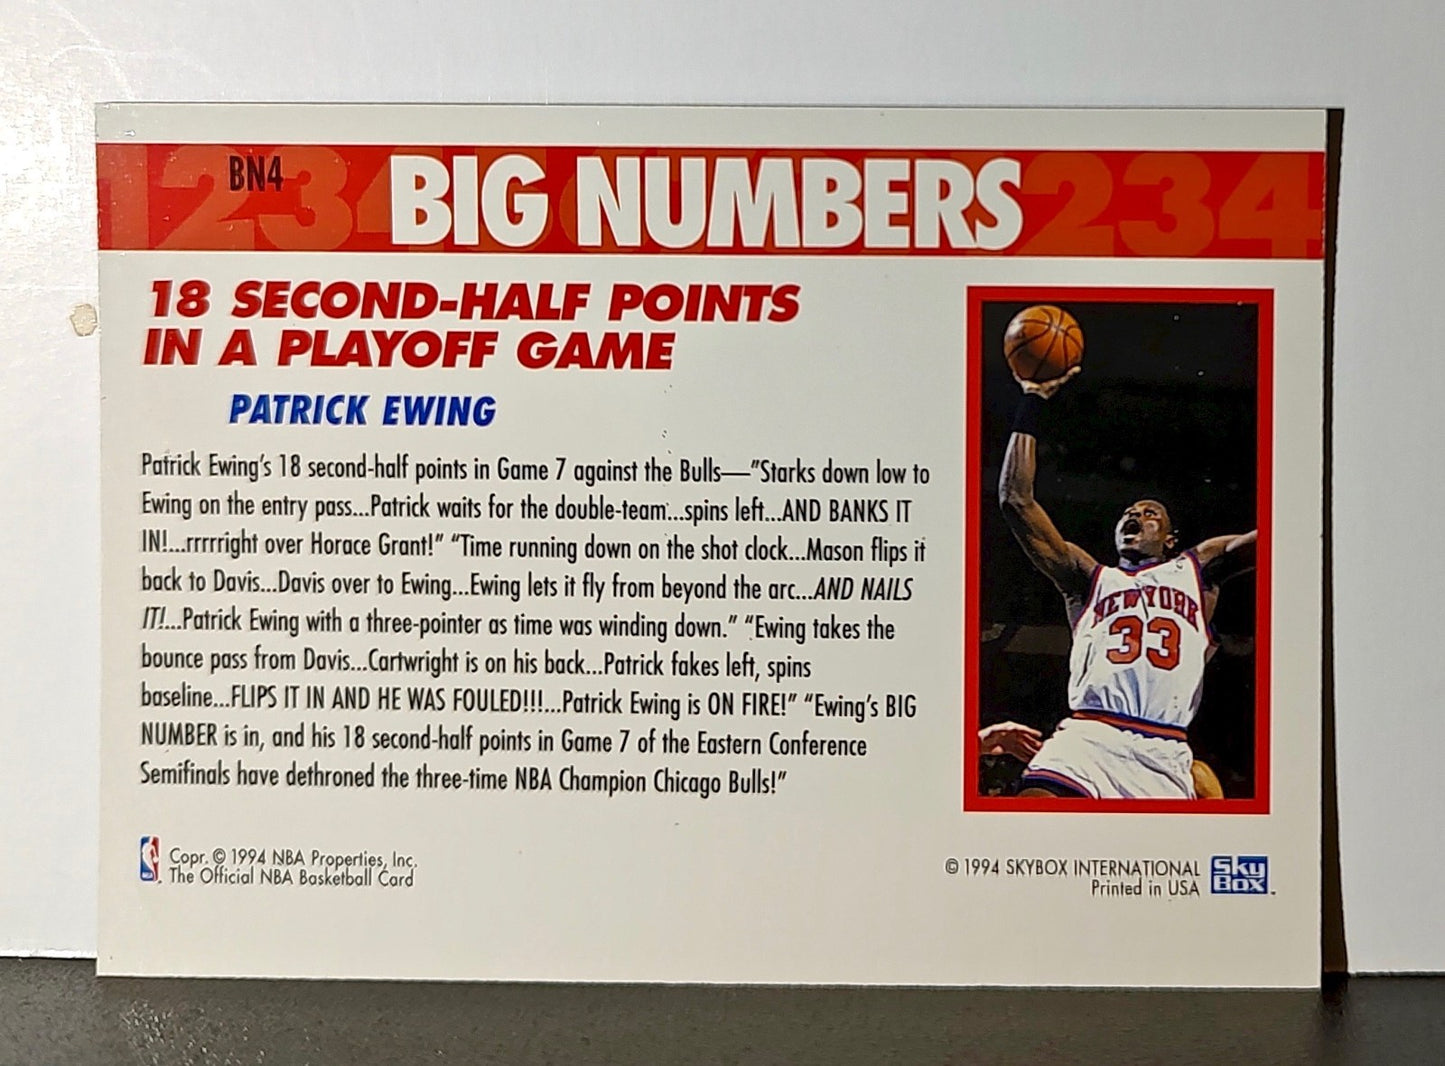 BN4
BIG NUMBERS
234
234
18 SECOND-HALF POINTS
IN A PLAYOFF GAME
PATRICK EWING
Patrick Ewing's 18 second-half points in Game 7 against the Bulls—"Starks down low to
Ewing on the entry pass...Patrick waits for the double-team...spins left...AND BANKS IT
IN!...rrrrright over Horace Grant!" "Time running down on the shot clock...Mason flips it
back to Davis...Davis over to Ewing...Ewing lets it fly from beyond the arc...AND NAILS
IT!...Patrick Ewing with a three-pointer as time was winding down." "Ewing takes the
bounce pass from Davis...Cartwright is on his back...Patrick fakes left, spins
baseline...FLIPS IT IN AND HE WAS FOULED!!!...Patrick Ewing is ON FIRE!" "Ewing's BIG
NUMBER is in, and his 18 second-half points in Game 7 of the Eastern Conference
Semifinals have dethroned the three-time NBA Champion Chicago Bulls!"
NEW YORK
33
NBA
Copr. © 1994 NBA Properties, Inc.
The Official NBA Basketball Card
© 1994 SKYBOX INTERNATIONAL
Printed in USA
Sky
Box